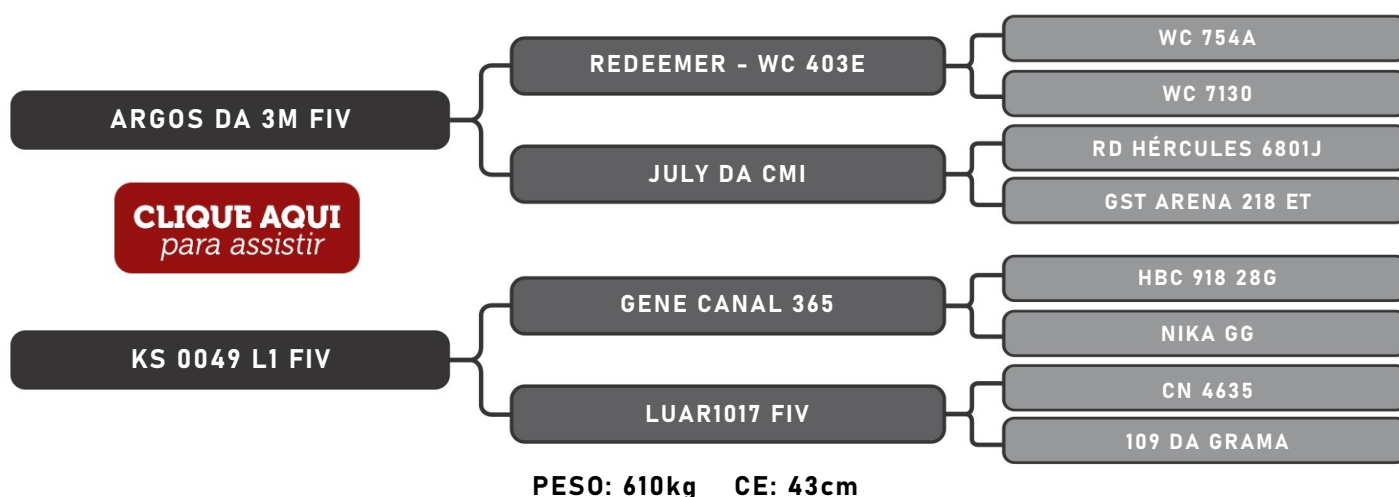 ARGOS DA 3M FIV
REDEEMER - WC 403E
WC 754A
WC 7130
JULY DA CMI
RD HÉRCULES 6801J
GST ARENA 218 ET
CLIQUE AQUI
para assistir
KS 0049 L1 FIV
GENE CANAL 365
HBC 918 28G
NIKA GG
LUAR1017 FIV
CN 4635
109 DA GRAMA
PESO: 610kg CE: 43cm